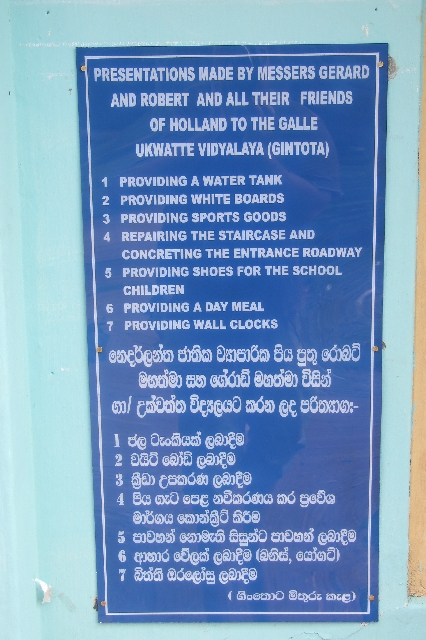 PRESENTATIONS MADE BY MESSERS GERARD
AND ROBERT AND ALL THEIR FRIENDS
OF HOLLAND TO THE GALLE
UKWATTE VIDYALAYA (GINTOTA)
1 PROVIDING A WATER TANK
2 PROVIDING WHITE BOARDS
3 PROVIDING SPORTS GOODS
4 REPAIRING THE STAIRCASE AND
CONCRETING THE ENTRANCE ROADWAY
5 PROVIDING SHOES FOR THE SCHOOL
CHILDREN
6 PROVIDING A DAY MEAL
7 PROVIDING WALL CLOCKS
නෙදර්ලන්ත ජාතික ව්‍යාපාරික පිය පුතු රොබට්
මහත්මා සහ ගේරාඩ් මහත්මා විසින්
ගා/ උක්වත්ත විද්‍යලයට කරන ලද පරිත්‍යාග:-
1 ජල ටැංකියක් ලබාදීම
2 වයිට් බෝඩ් ලබාදීම
3 ක්‍රීඩා උපකරණ ලබාදීම
4 පිය ගැට පෙළ නවීකරණය කර ප්‍රවේශ
මාර්ගය කොන්ක්‍රීට් කිරීම
5 පාවහන් නොමැති සිසුන්ට පාවහන් ලබාදීම
6 ආහාර වේලක් ලබාදීම (බනිස්, යෝගට්)
7 බිත්ති ඔරලෝසු ලබාදීම
( ගිංතොට මිතුරු කැළ )